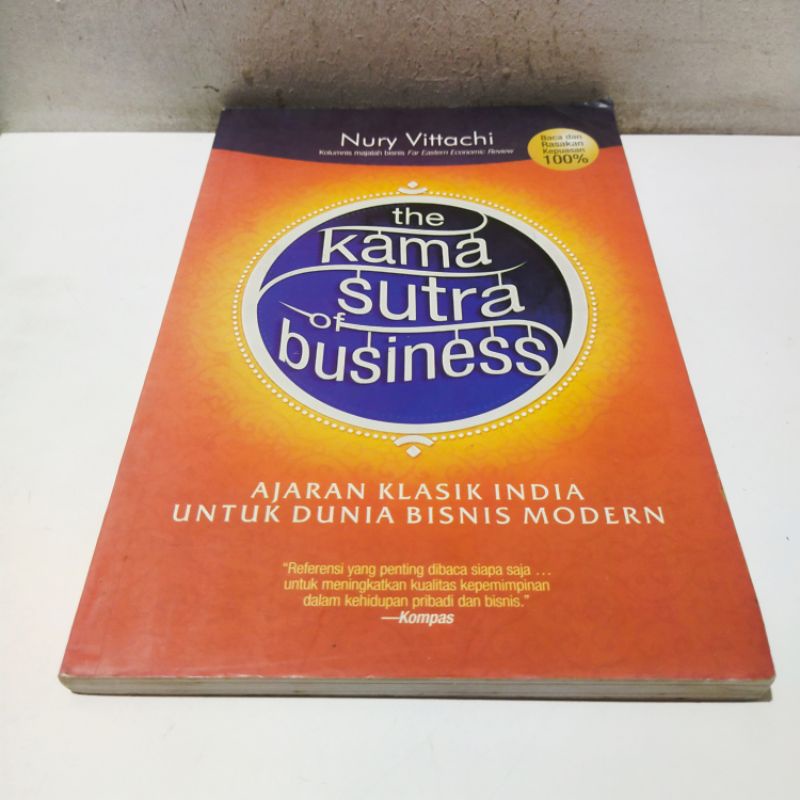 Nury Vittachi
Kolumnis majalah bisnis Far Eastern Economic Review
Baca dan
Rasakan
Kepuasan
100%
the
kama
sutra
of
business
AJARAN KLASIK INDIA
UNTUK DUNIA BISNIS MODERN
"Referensi yang penting dibaca siapa saja ...
untuk meningkatkan kualitas kepemimpinan
dalam kehidupan pribadi dan bisnis."
—Kompas